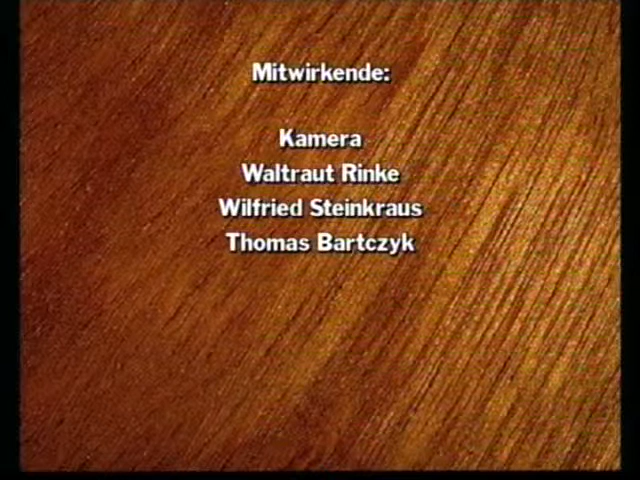 Mitwirkende:
Kamera
Waltraut Rinke
Wilfried Steinkraus
Thomas Bartczyk